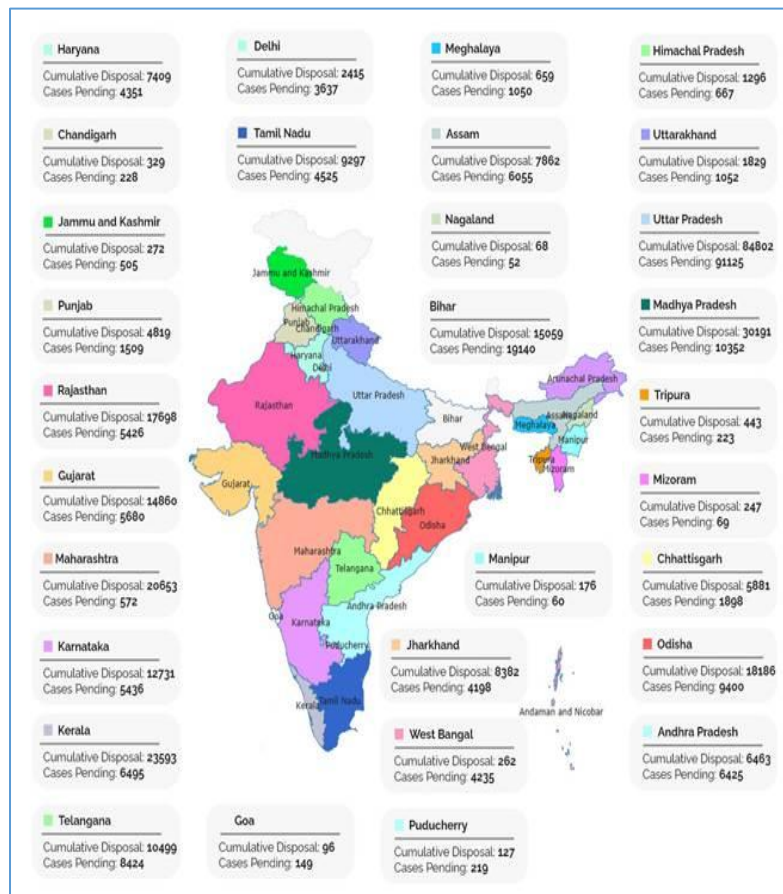 Haryana
Cumulative Disposal: 7409
Cases Pending: 4351
Delhi
Cumulative Disposal: 2415
Cases Pending: 3637
Meghalaya
Cumulative Disposal: 659
Cases Pending: 1050
Himachal Pradesh
Cumulative Disposal: 1296
Cases Pending: 667
Chandigarh
Cumulative Disposal: 329
Cases Pending: 228
Tamil Nadu
Cumulative Disposal: 9297
Cases Pending: 4525
Assam
Cumulative Disposal: 7862
Cases Pending: 6055
Uttarakhand
Cumulative Disposal: 1829
Cases Pending: 1052
Jammu and Kashmir
Cumulative Disposal: 272
Cases Pending: 505
Nagaland
Cumulative Disposal: 68
Cases Pending: 52
Uttar Pradesh
Cumulative Disposal: 84802
Cases Pending: 91125
Punjab
Cumulative Disposal: 4819
Cases Pending: 1509
Bihar
Cumulative Disposal: 15059
Cases Pending: 19140
Madhya Pradesh
Cumulative Disposal: 30191
Cases Pending: 10352
Rajasthan
Cumulative Disposal: 17698
Cases Pending: 5426
Tripura
Cumulative Disposal: 443
Cases Pending: 223
Gujarat
Cumulative Disposal: 14860
Cases Pending: 5680
Mizoram
Cumulative Disposal: 247
Cases Pending: 69
Maharashtra
Cumulative Disposal: 20653
Cases Pending: 572
Manipur
Cumulative Disposal: 176
Cases Pending: 60
Chhattisgarh
Cumulative Disposal: 5881
Cases Pending: 1898
Karnataka
Cumulative Disposal: 12731
Cases Pending: 5436
Jharkhand
Cumulative Disposal: 8382
Cases Pending: 4198
Odisha
Cumulative Disposal: 18186
Cases Pending: 9400
Kerala
Cumulative Disposal: 23593
Cases Pending: 6495
West Bangal
Cumulative Disposal: 262
Cases Pending: 4235
Andhra Pradesh
Cumulative Disposal: 6463
Cases Pending: 6425
Telangana
Cumulative Disposal: 10499
Cases Pending: 8424
Goa
Cumulative Disposal: 96
Cases Pending: 149
Puducherry
Cumulative Disposal: 127
Cases Pending: 219
Jammu and Kashmir
Himachal Pradesh
Punjab
Chandigarh
Uttarakhand
Haryana
Delhi
Arunachal Pradesh
Rajasthan
Uttar Pradesh
Assam
Nagaland
Bihar
Meghalaya
Manipur
West Bengal
Madhya Pradesh
Jharkhand
Tripura
Mizoram
Gujarat
Chhattisgarh
Odisha
Maharashtra
Telangana
Andhra Pradesh
Goa
Karnataka
Puducherry
Kerala
Tamil Nadu
Andaman and Nicobar